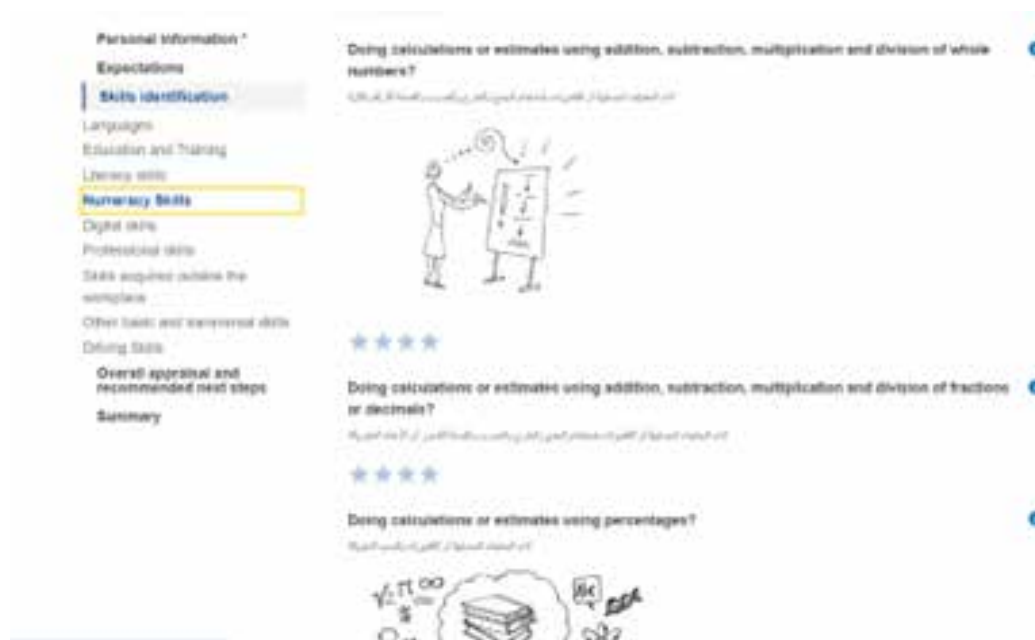 Personal Information *
Expectations
Skills identification
Languages
Education and Training
Literacy skills
Numeracy Skills
Digital skills
Professional skills
Skills acquired outside the
workplace
Other basic and transversal skills
Driving Skills
Overall appraisal and
recommended next steps
Summary
Doing calculations or estimates using addition, subtraction, multiplication and division of whole
numbers?
Doing calculations or estimates using addition, subtraction, multiplication and division of fractions
or decimals?
Doing calculations or estimates using percentages?